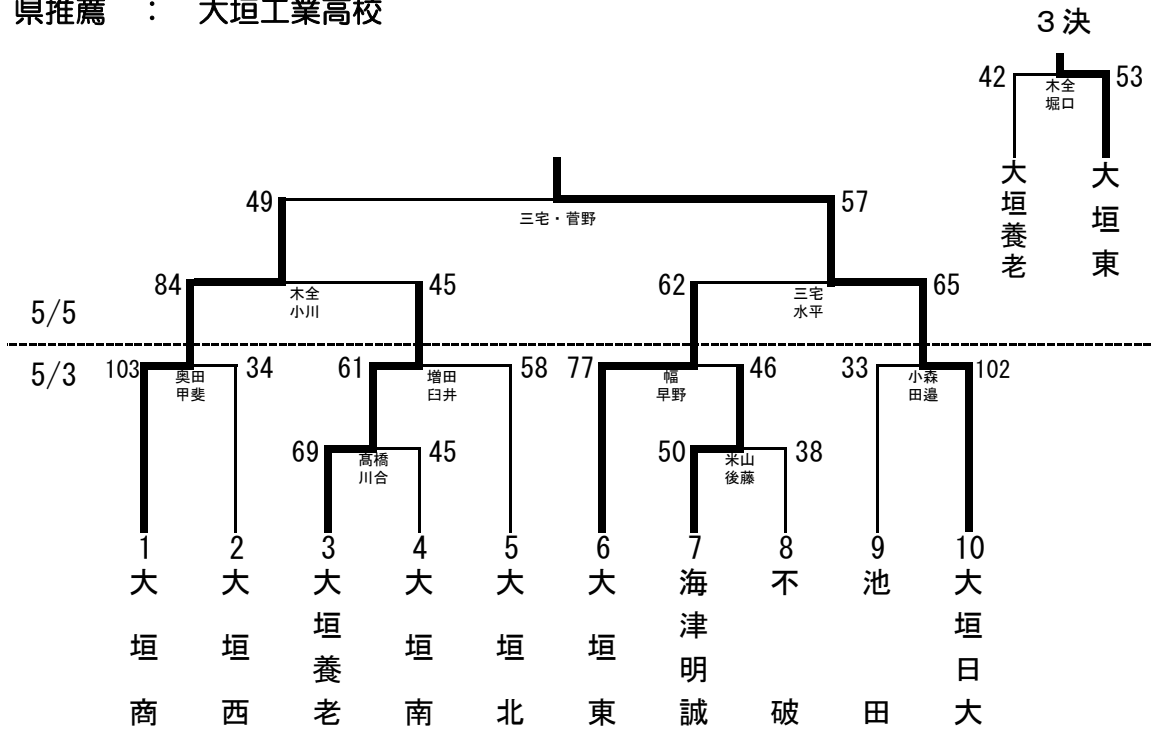 県推薦 ： 大垣工業高校
3決
42 53
木全
堀口
大垣養老
大垣東
49 57
三宅・菅野
84 45 62 65
木全
小川
三宅
水平
5/5
5/3
103 34 61 58 77 46 33 102
奥田
甲斐
増田
臼井
幅
早野
小森
田邉
69 45 50 38
髙橋
川合
米山
後藤
1 2 3 4 5 6 7 8 9 10
大垣商
大垣西
大垣養老
大垣南
大垣北
大垣東
海津明誠
不破
池田
大垣日大